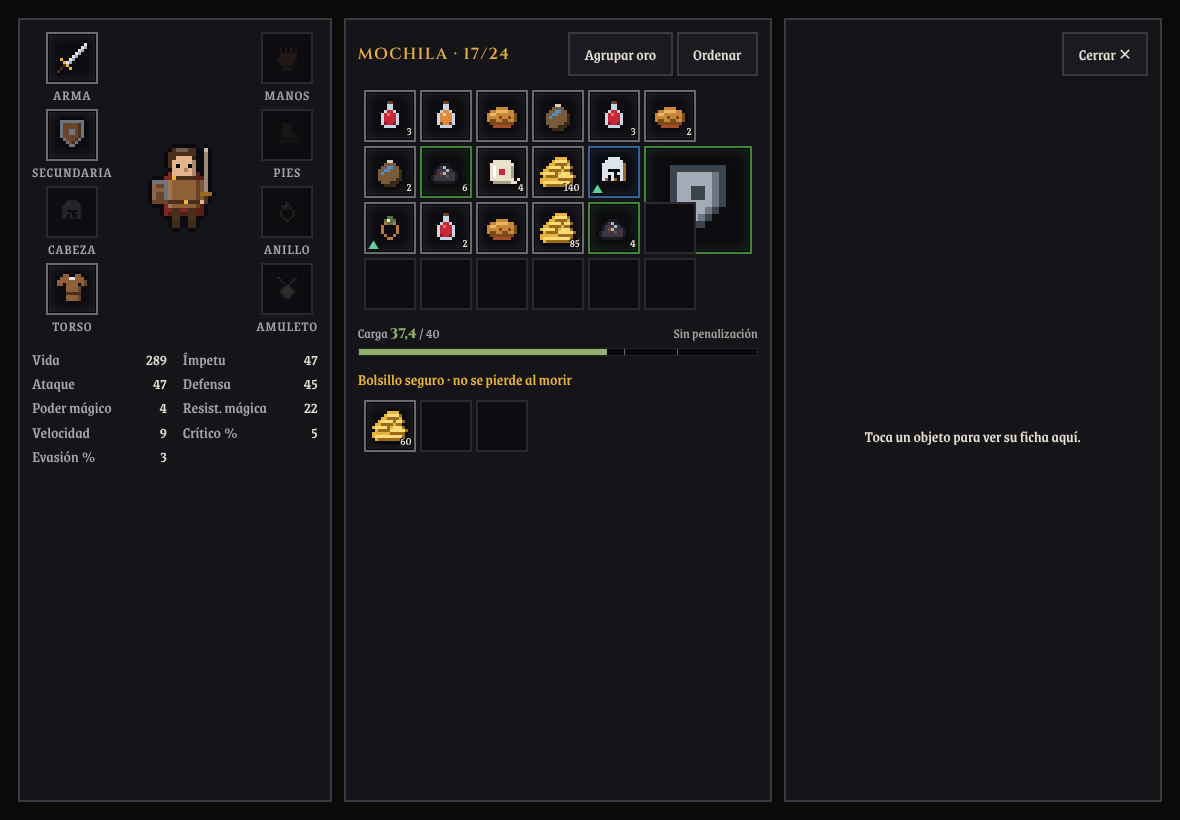 ARMA
MANOS
SECUNDARIA
PIES
CABEZA
ANILLO
TORSO
AMULETO
Vida 289 Ímpetu 47
Ataque 47 Defensa 45
Poder mágico 4 Resist. mágica 22
Velocidad 9 Crítico % 5
Evasión % 3
MOCHILA · 17/24
Agrupar oro
Ordenar
3 3 2
2 6 4 140
2 85 4
Carga 37,4 / 40 Sin penalización
Bolsillo seguro · no se pierde al morir
60
Cerrar ✕
Toca un objeto para ver su ficha aquí.